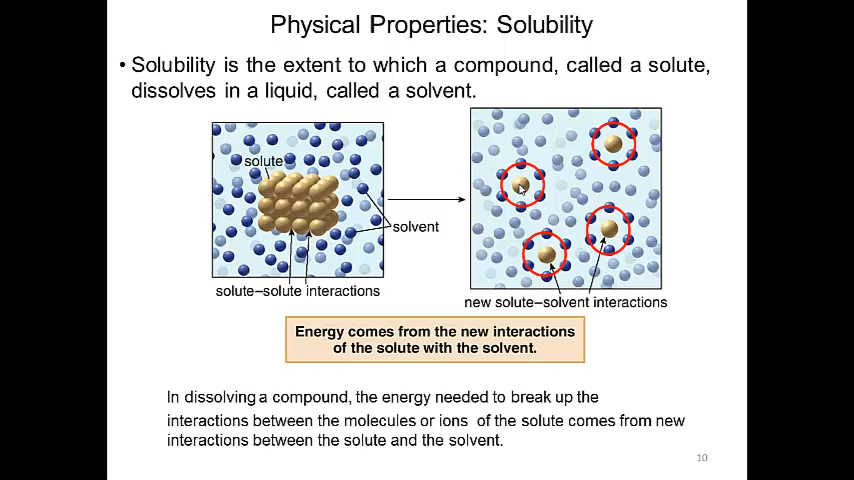 Physical Properties: Solubility
• Solubility is the extent to which a compound, called a solute,
dissolves in a liquid, called a solvent.
solute
solvent
solute–solute interactions
new solute–solvent interactions
Energy comes from the new interactions
of the solute with the solvent.
In dissolving a compound, the energy needed to break up the
interactions between the molecules or ions of the solute comes from new
interactions between the solute and the solvent.
10